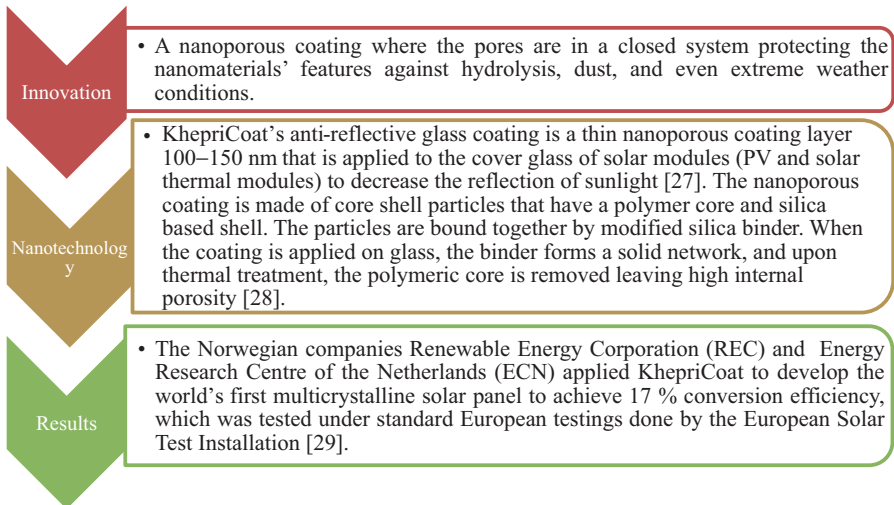 Innovation
• A nanoporous coating where the pores are in a closed system protecting the
nanomaterials’ features against hydrolysis, dust, and even extreme weather
conditions.
Nanotechnolog
y
• KhepriCoat’s anti-reflective glass coating is a thin nanoporous coating layer
100–150 nm that is applied to the cover glass of solar modules (PV and solar
thermal modules) to decrease the reflection of sunlight [27]. The nanoporous
coating is made of core shell particles that have a polymer core and silica
based shell. The particles are bound together by modified silica binder. When
the coating is applied on glass, the binder forms a solid network, and upon
thermal treatment, the polymeric core is removed leaving high internal
porosity [28].
Results
• The Norwegian companies Renewable Energy Corporation (REC) and Energy
Research Centre of the Netherlands (ECN) applied KhepriCoat to develop the
world’s first multicrystalline solar panel to achieve 17 % conversion efficiency,
which was tested under standard European testings done by the European Solar
Test Installation [29].